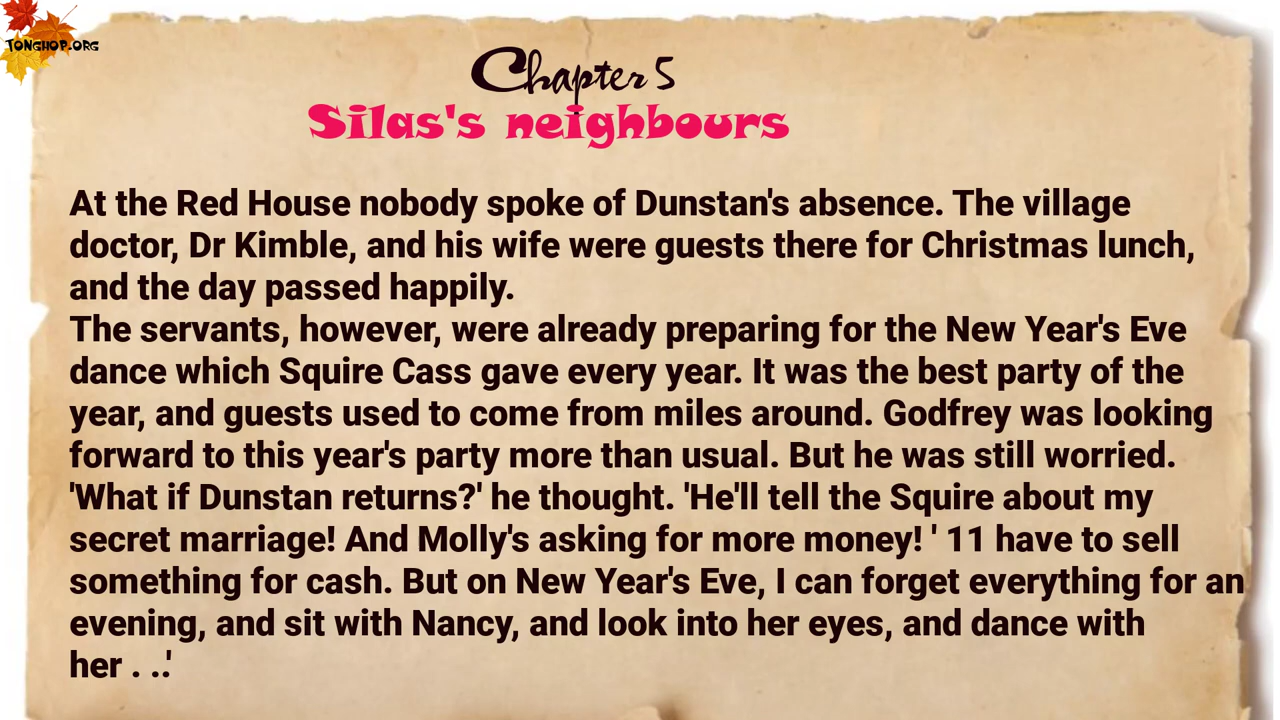 TONGHOP.ORG
Chapter 5
Silas's neighbours
At the Red House nobody spoke of Dunstan's absence. The village
doctor, Dr Kimble, and his wife were guests there for Christmas lunch,
and the day passed happily.
The servants, however, were already preparing for the New Year's Eve
dance which Squire Cass gave every year. It was the best party of the
year, and guests used to come from miles around. Godfrey was looking
forward to this year's party more than usual. But he was still worried.
'What if Dunstan returns?' he thought. 'He'll tell the Squire about my
secret marriage! And Molly's asking for more money! ' 11 have to sell
something for cash. But on New Year's Eve, I can forget everything for an
evening, and sit with Nancy, and look into her eyes, and dance with
her . ..'